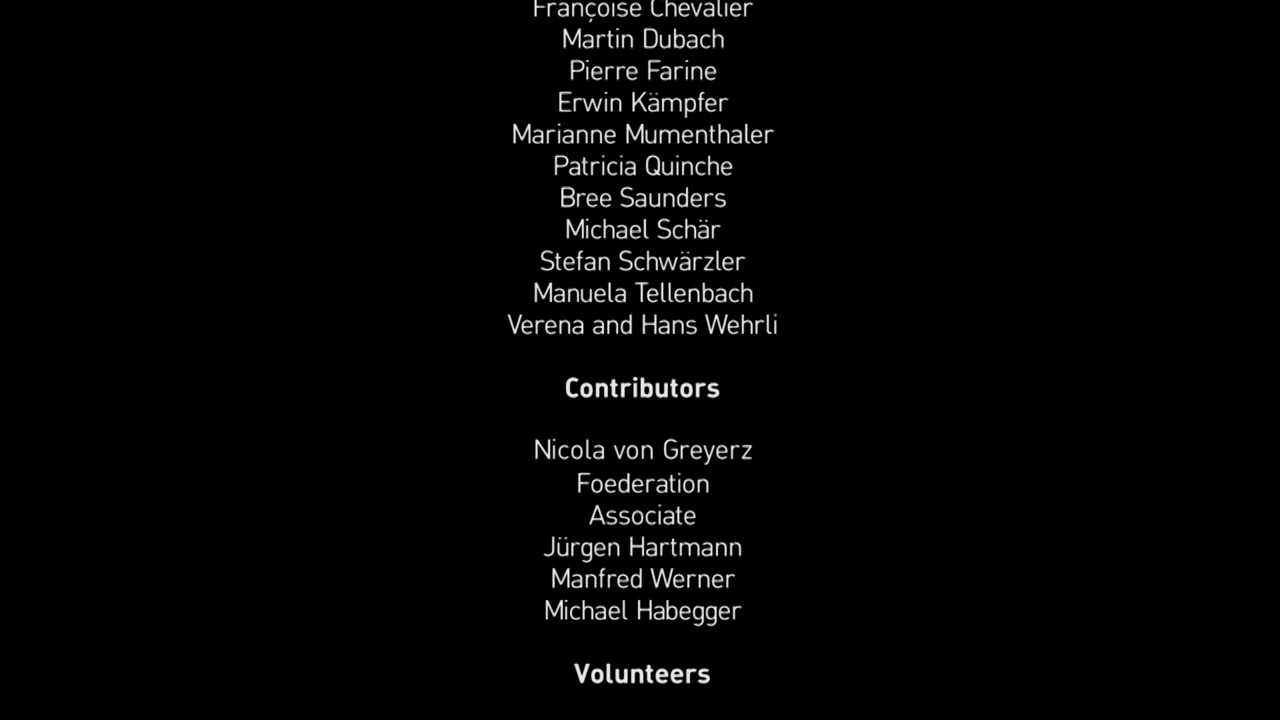 Françoise Chevalier
Martin Dubach
Pierre Farine
Erwin Kämpfer
Marianne Mumenthaler
Patricia Quinche
Bree Saunders
Michael Schär
Stefan Schwärzler
Manuela Tellenbach
Verena and Hans Wehrli
Contributors
Nicola von Greyerz
Foederation
Associate
Jürgen Hartmann
Manfred Werner
Michael Habegger
Volunteers